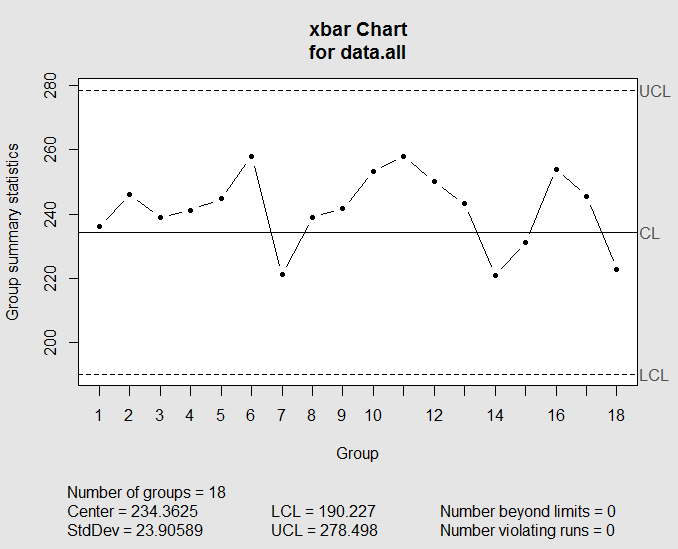 xbar Chart
for data.all
Group summary statistics
280
260
240
220
200
UCL
CL
LCL
1 2 3 4 5 6 7 8 9 10 12 14 16 18
Group
Number of groups = 18
Center = 234.3625 LCL = 190.227 Number beyond limits = 0
StdDev = 23.90589 UCL = 278.498 Number violating runs = 0